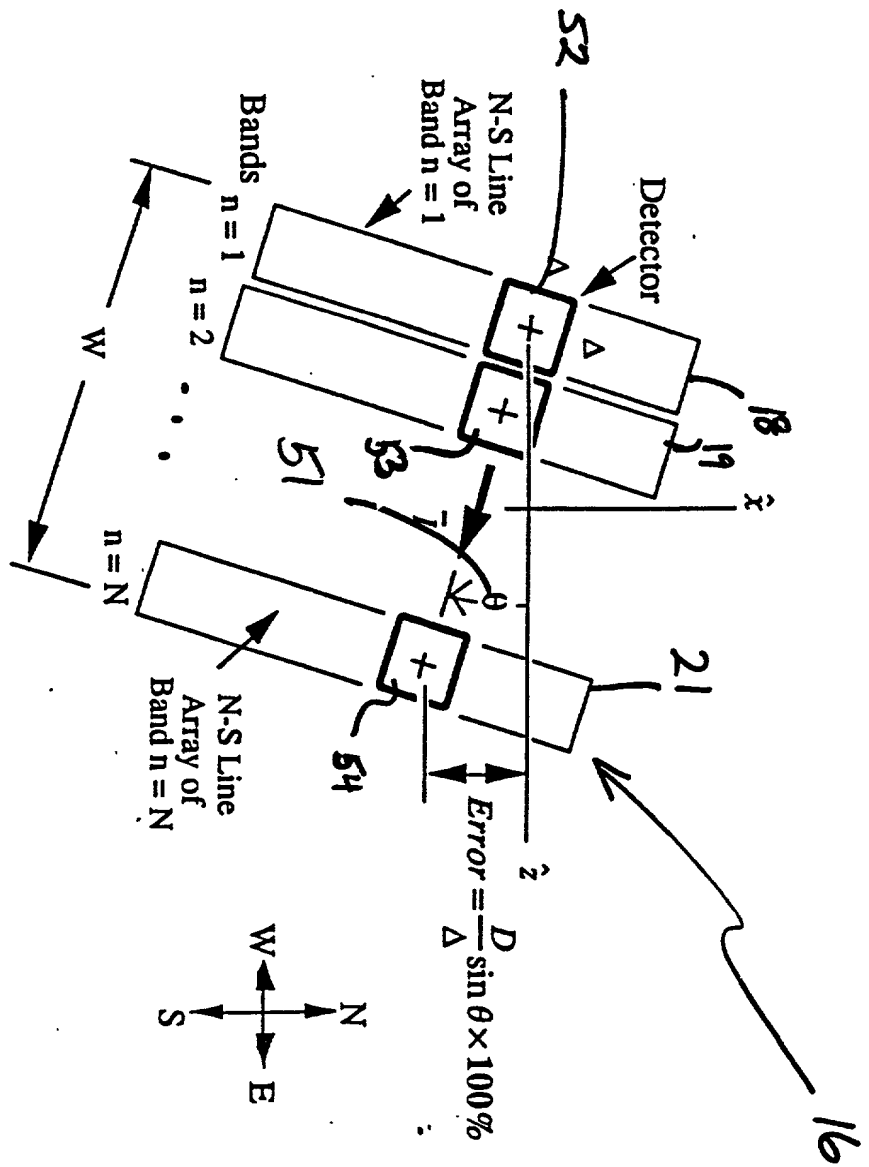 52
N-S Line
Array of
Band n = 1
Detector
Δ
Δ
Bands
n = 1
n = 2
18
19
W
53
51
x̂
θ
n = N
21
N-S Line
Array of
Band n = N
54
ẑ
Error = D/Δ sin θ × 100%
N
W
E
S
16